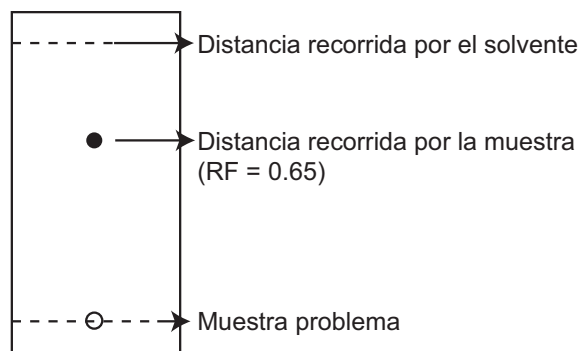 Distancia recorrida por el solvente
Distancia recorrida por la muestra
(RF = 0.65)
Muestra problema